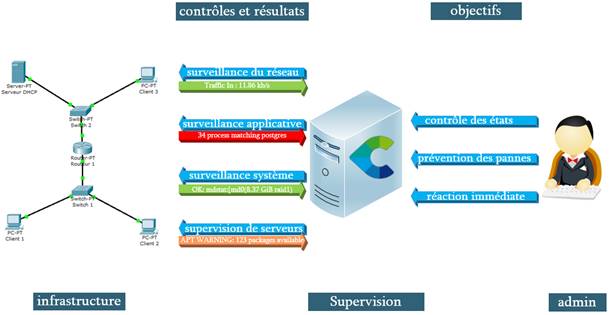 contrôles et résultats
objectifs
Server-PT
Serveur DHCP
PC-PT
Client 3
Switch-PT
Switch 2
Router-PT
Routeur 1
Switch-PT
Switch 1
PC-PT
Client 1
PC-PT
Client 2
surveillance du réseau
Traffic In : 11.86 kb/s
surveillance applicative
34 process matching postgres
surveillance système
OK: mdstat:[md0(8.37 GiB raid1)
supervision de serveurs
APT WARNING: 123 packages available
contrôle des états
prévention des pannes
réaction immédiate
infrastructure
Supervision
admin